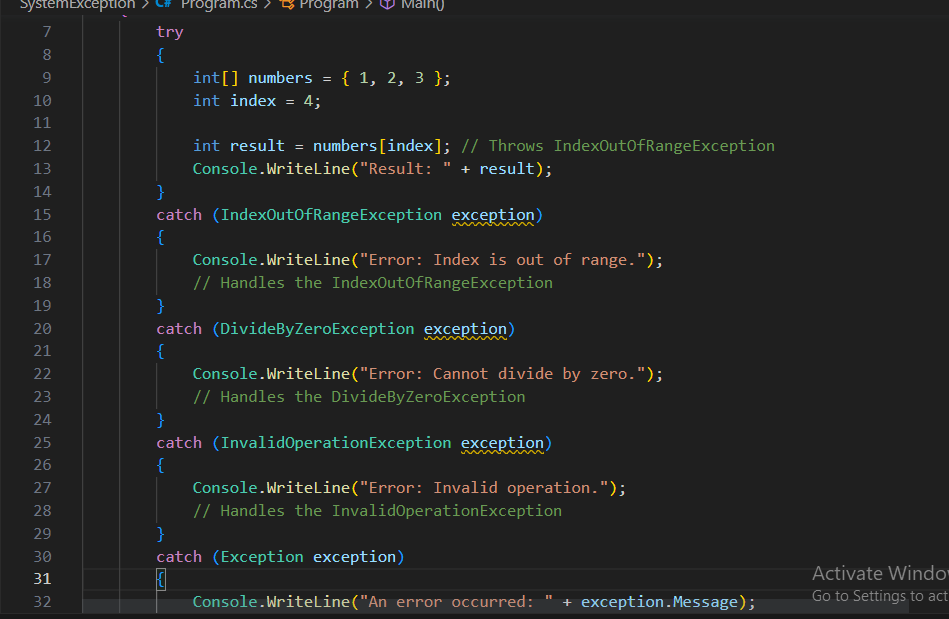 SystemException > C# Program.cs > Program > Main()
7 try
8 {
9 int[] numbers = { 1, 2, 3 };
10 int index = 4;
11
12 int result = numbers[index]; // Throws IndexOutOfRangeException
13 Console.WriteLine("Result: " + result);
14 }
15 catch (IndexOutOfRangeException exception)
16 {
17 Console.WriteLine("Error: Index is out of range.");
18 // Handles the IndexOutOfRangeException
19 }
20 catch (DivideByZeroException exception)
21 {
22 Console.WriteLine("Error: Cannot divide by zero.");
23 // Handles the DivideByZeroException
24 }
25 catch (InvalidOperationException exception)
26 {
27 Console.WriteLine("Error: Invalid operation.");
28 // Handles the InvalidOperationException
29 }
30 catch (Exception exception)
31 {
32 Console.WriteLine("An error occurred: " + exception.Message);
Activate Windo
Go to Settings to act